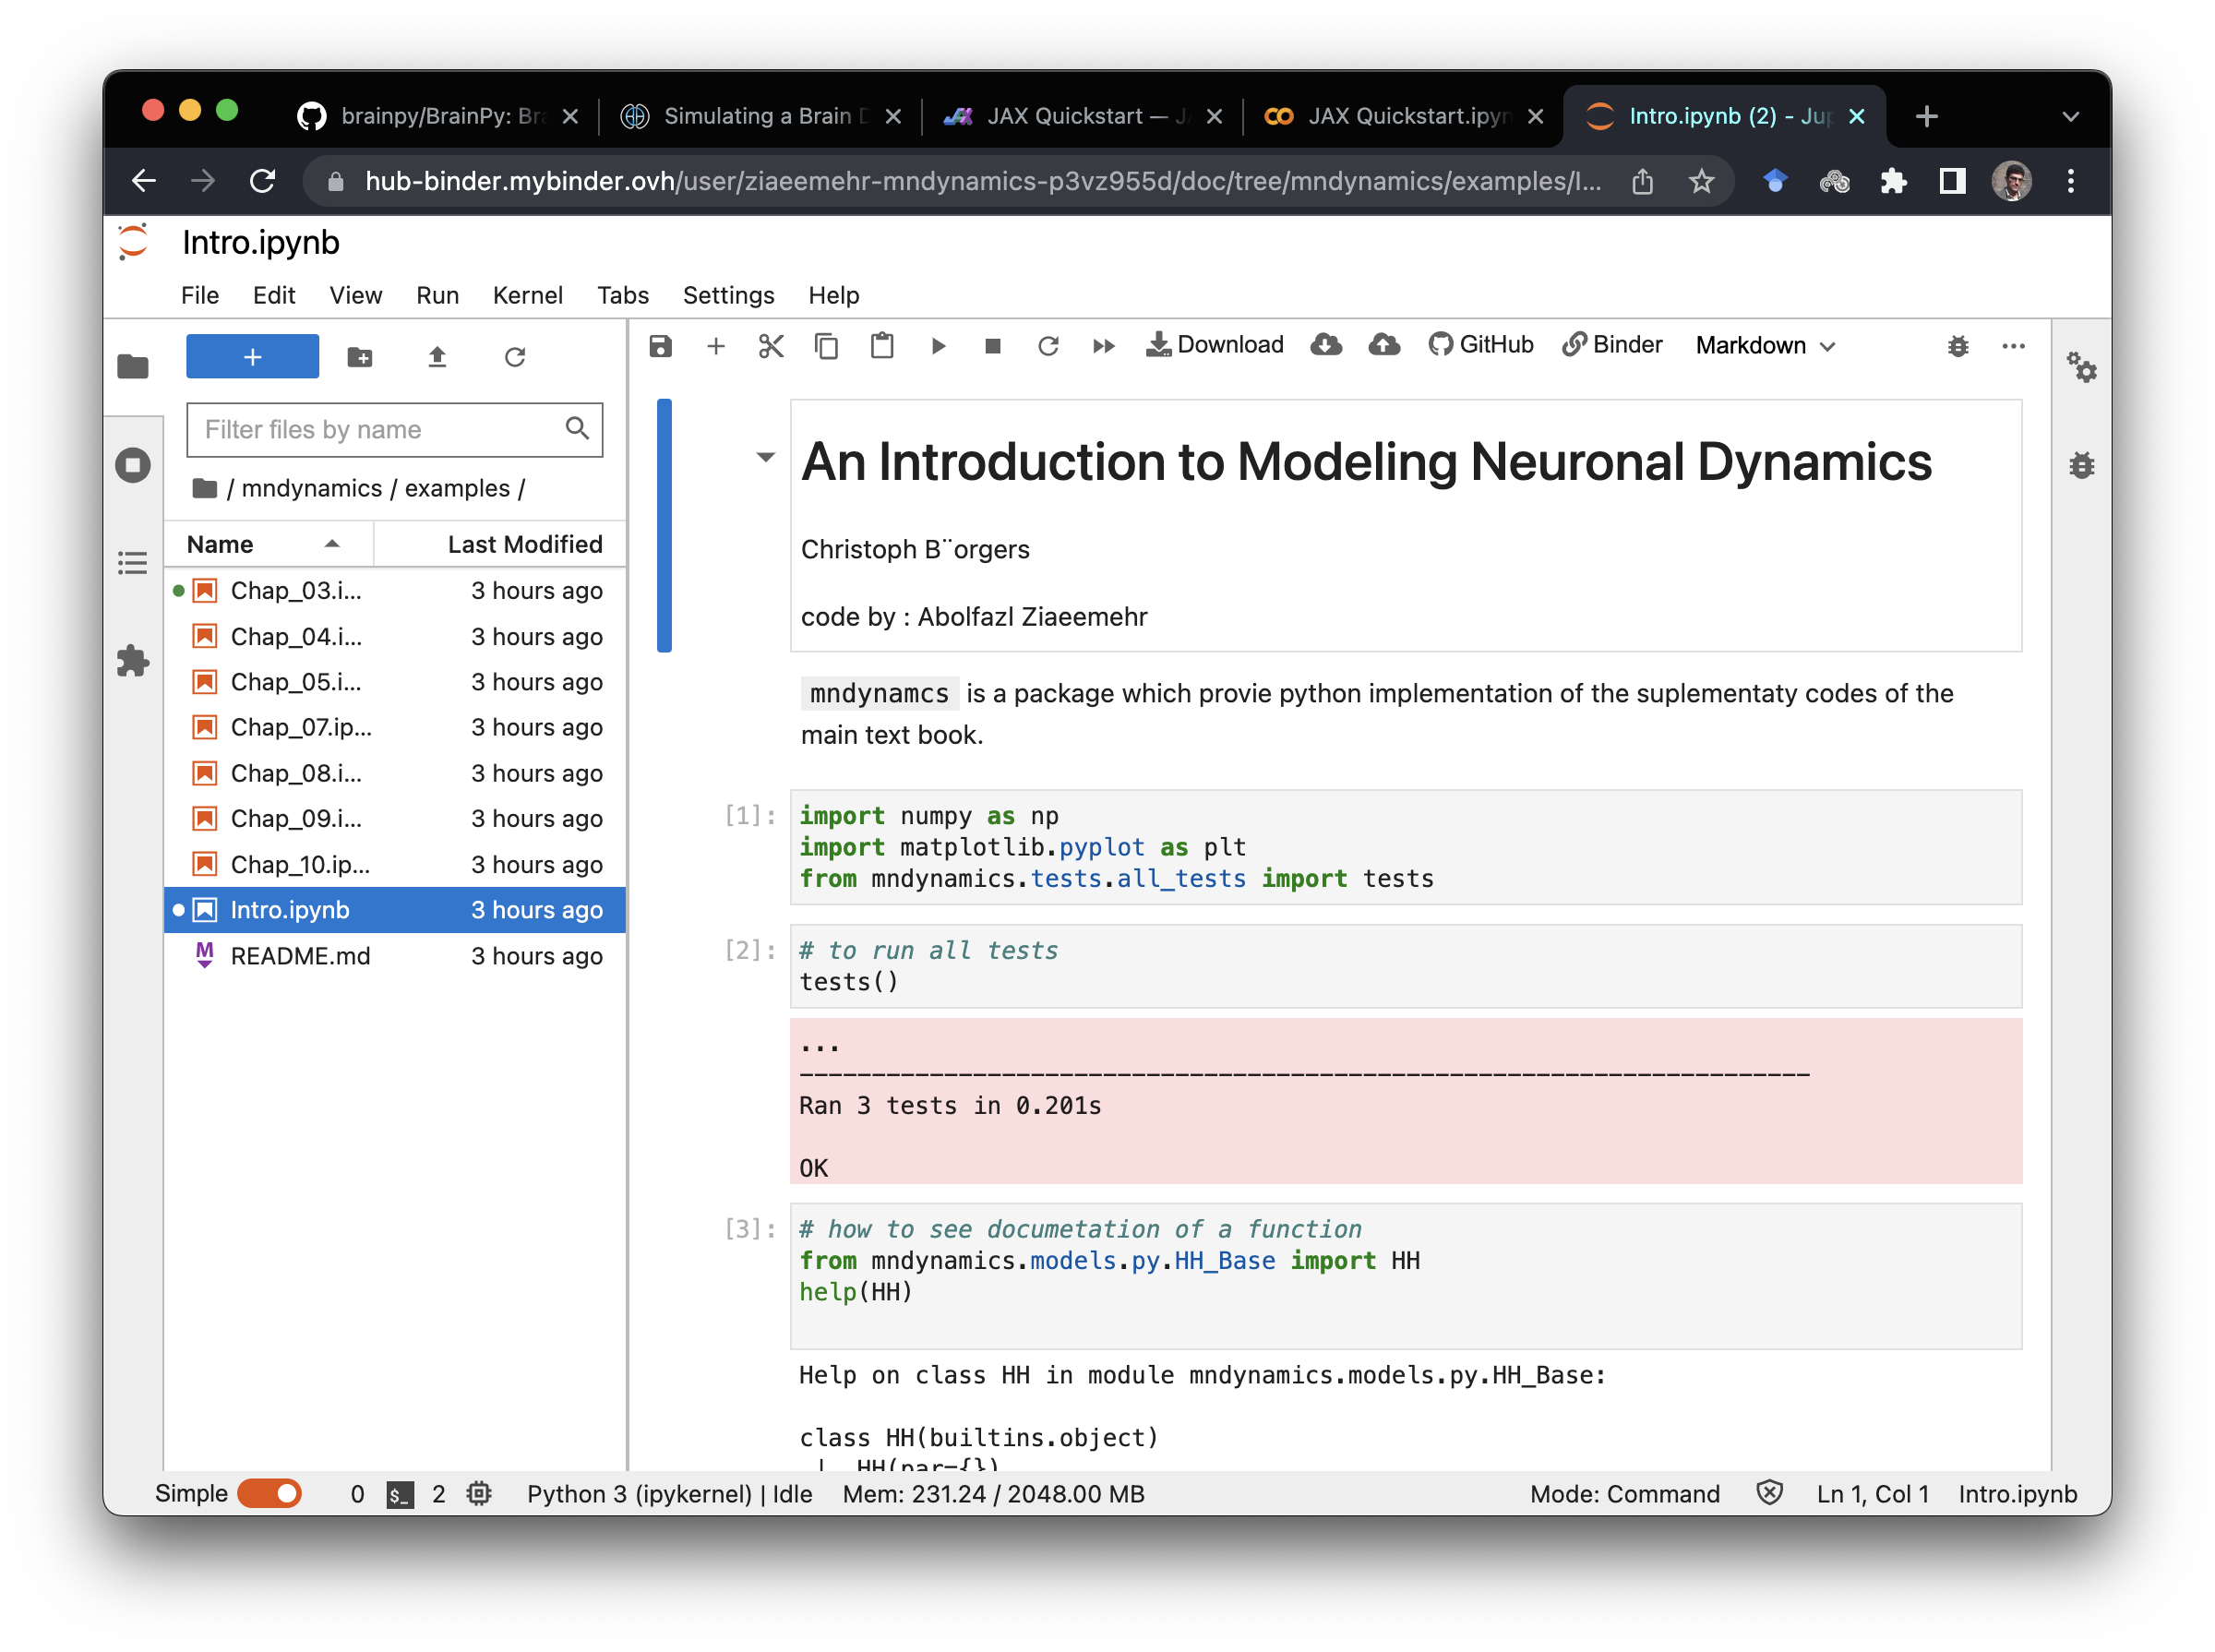 brainpy/BrainPy: Bra
Simulating a Brain D
JAX Quickstart — JA
JAX Quickstart.ipyn
Intro.ipynb (2) - Jup
hub-binder.mybinder.ovh/user/ziaeemehr-mndynamics-p3vz955d/doc/tree/mndynamics/examples/I...
Intro.ipynb
File Edit View Run Kernel Tabs Settings Help
Download GitHub Binder Markdown
Filter files by name
/ mndynamics / examples /
Name Last Modified
Chap_03.i... 3 hours ago
Chap_04.i... 3 hours ago
Chap_05.i... 3 hours ago
Chap_07.ip... 3 hours ago
Chap_08.i... 3 hours ago
Chap_09.i... 3 hours ago
Chap_10.ip... 3 hours ago
Intro.ipynb 3 hours ago
README.md 3 hours ago
An Introduction to Modeling Neuronal Dynamics
Christoph B¨orgers
code by : Abolfazl Ziaeemehr
mndynamcs is a package which provie python implementation of the suplementaty codes of the
main text book.
[1]: import numpy as np
import matplotlib.pyplot as plt
from mndynamics.tests.all_tests import tests
[2]: # to run all tests
tests()
...
----------------------------------------------------------------------
Ran 3 tests in 0.201s
OK
[3]: # how to see documetation of a function
from mndynamics.models.py.HH_Base import HH
help(HH)
Help on class HH in module mndynamics.models.py.HH_Base:
class HH(builtins.object)
| HH(par={})
Simple 0 $_ 2 Python 3 (ipykernel) | Idle Mem: 231.24 / 2048.00 MB Mode: Command Ln 1, Col 1 Intro.ipynb